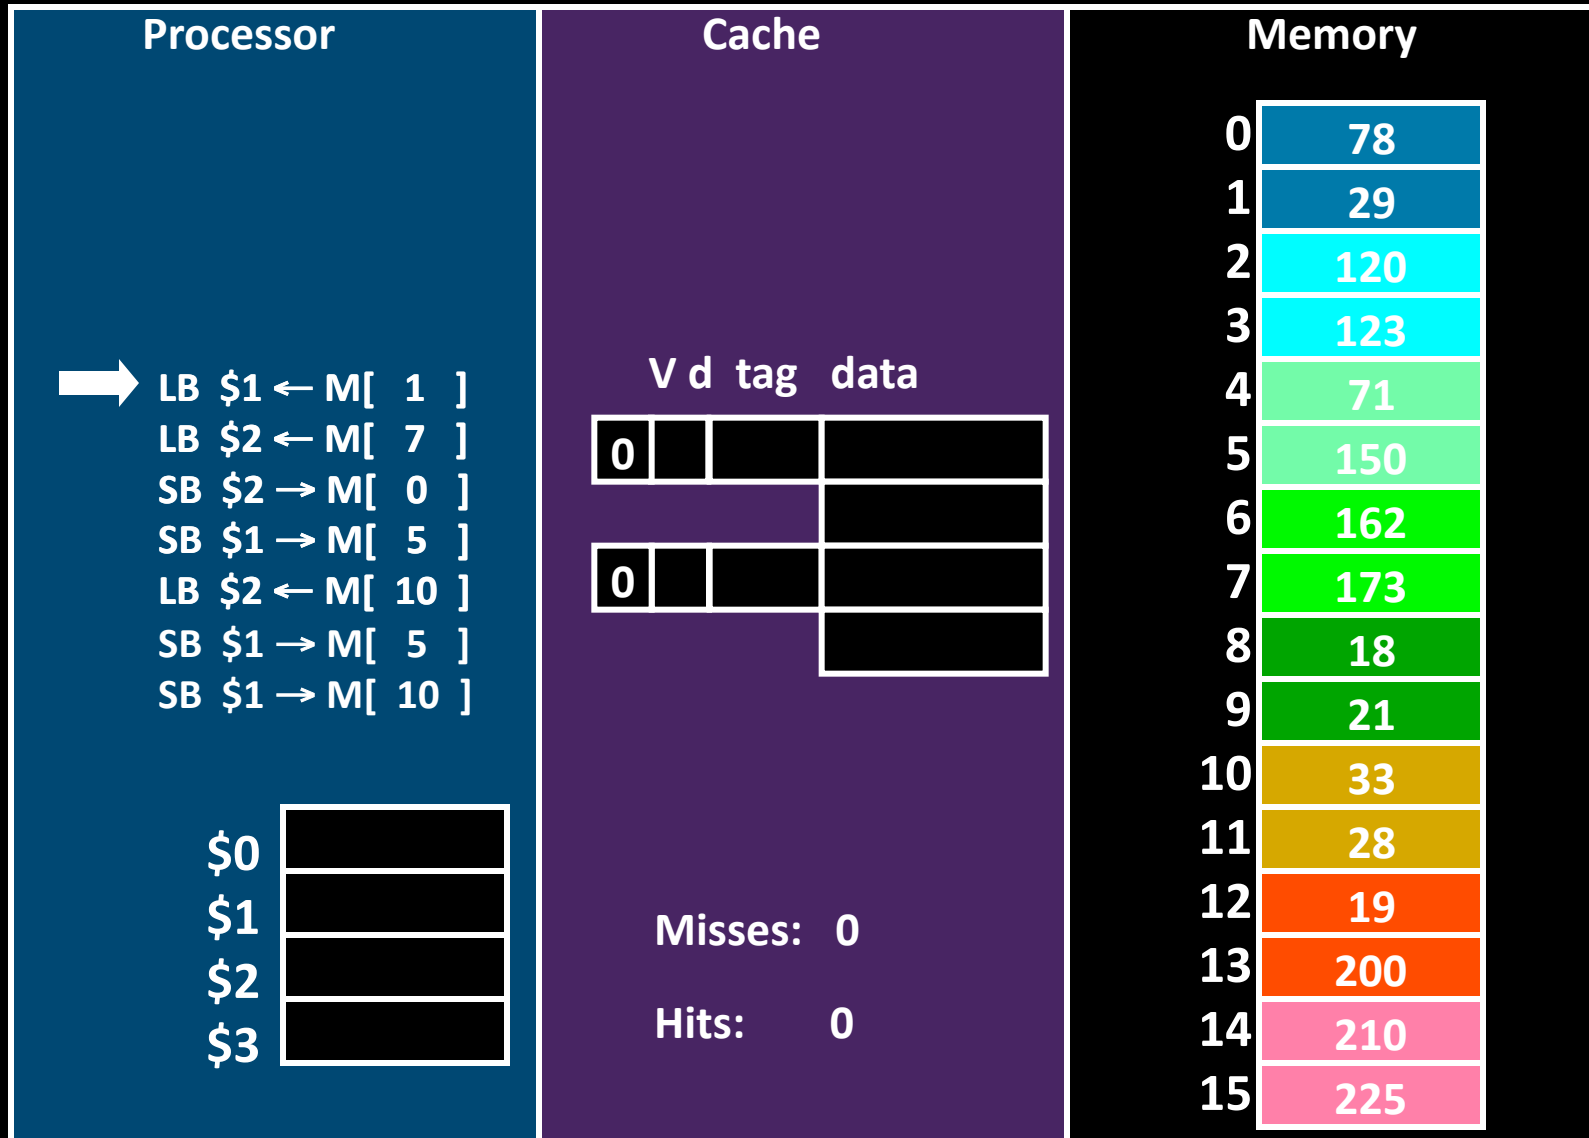 Processor
LB $1 ← M[ 1 ]
LB $2 ← M[ 7 ]
SB $2 → M[ 0 ]
SB $1 → M[ 5 ]
LB $2 ← M[ 10 ]
SB $1 → M[ 5 ]
SB $1 → M[ 10 ]
$0
$1
$2
$3
Cache
V d tag data
0
0
Misses: 0
Hits: 0
Memory
0 78
1 29
2 120
3 123
4 71
5 150
6 162
7 173
8 18
9 21
10 33
11 28
12 19
13 200
14 210
15 225